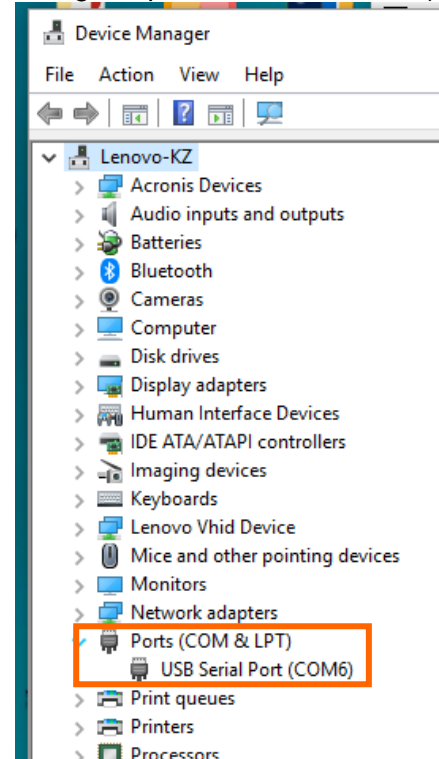 Device Manager
File Action View Help
Lenovo-KZ
Acronis Devices
Audio inputs and outputs
Batteries
Bluetooth
Cameras
Computer
Disk drives
Display adapters
Human Interface Devices
IDE ATA/ATAPI controllers
Imaging devices
Keyboards
Lenovo Vhid Device
Mice and other pointing devices
Monitors
Network adapters
Ports (COM & LPT)
USB Serial Port (COM6)
Print queues
Printers
Processors